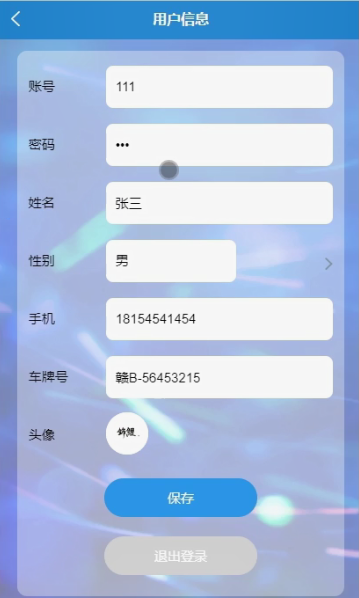 用户信息
账号 111
密码 •••
姓名 张三
性别 男
手机 18154541454
车牌号 赣B-56453215
头像
保存
退出登录